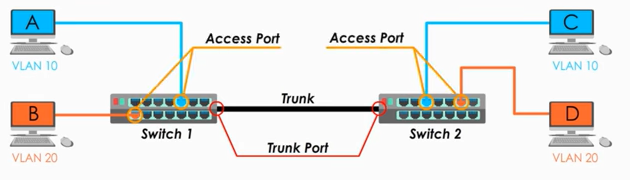 A
VLAN 10
Access Port
Access Port
C
VLAN 10
B
VLAN 20
Switch 1
Trunk
Trunk Port
Switch 2
D
VLAN 20